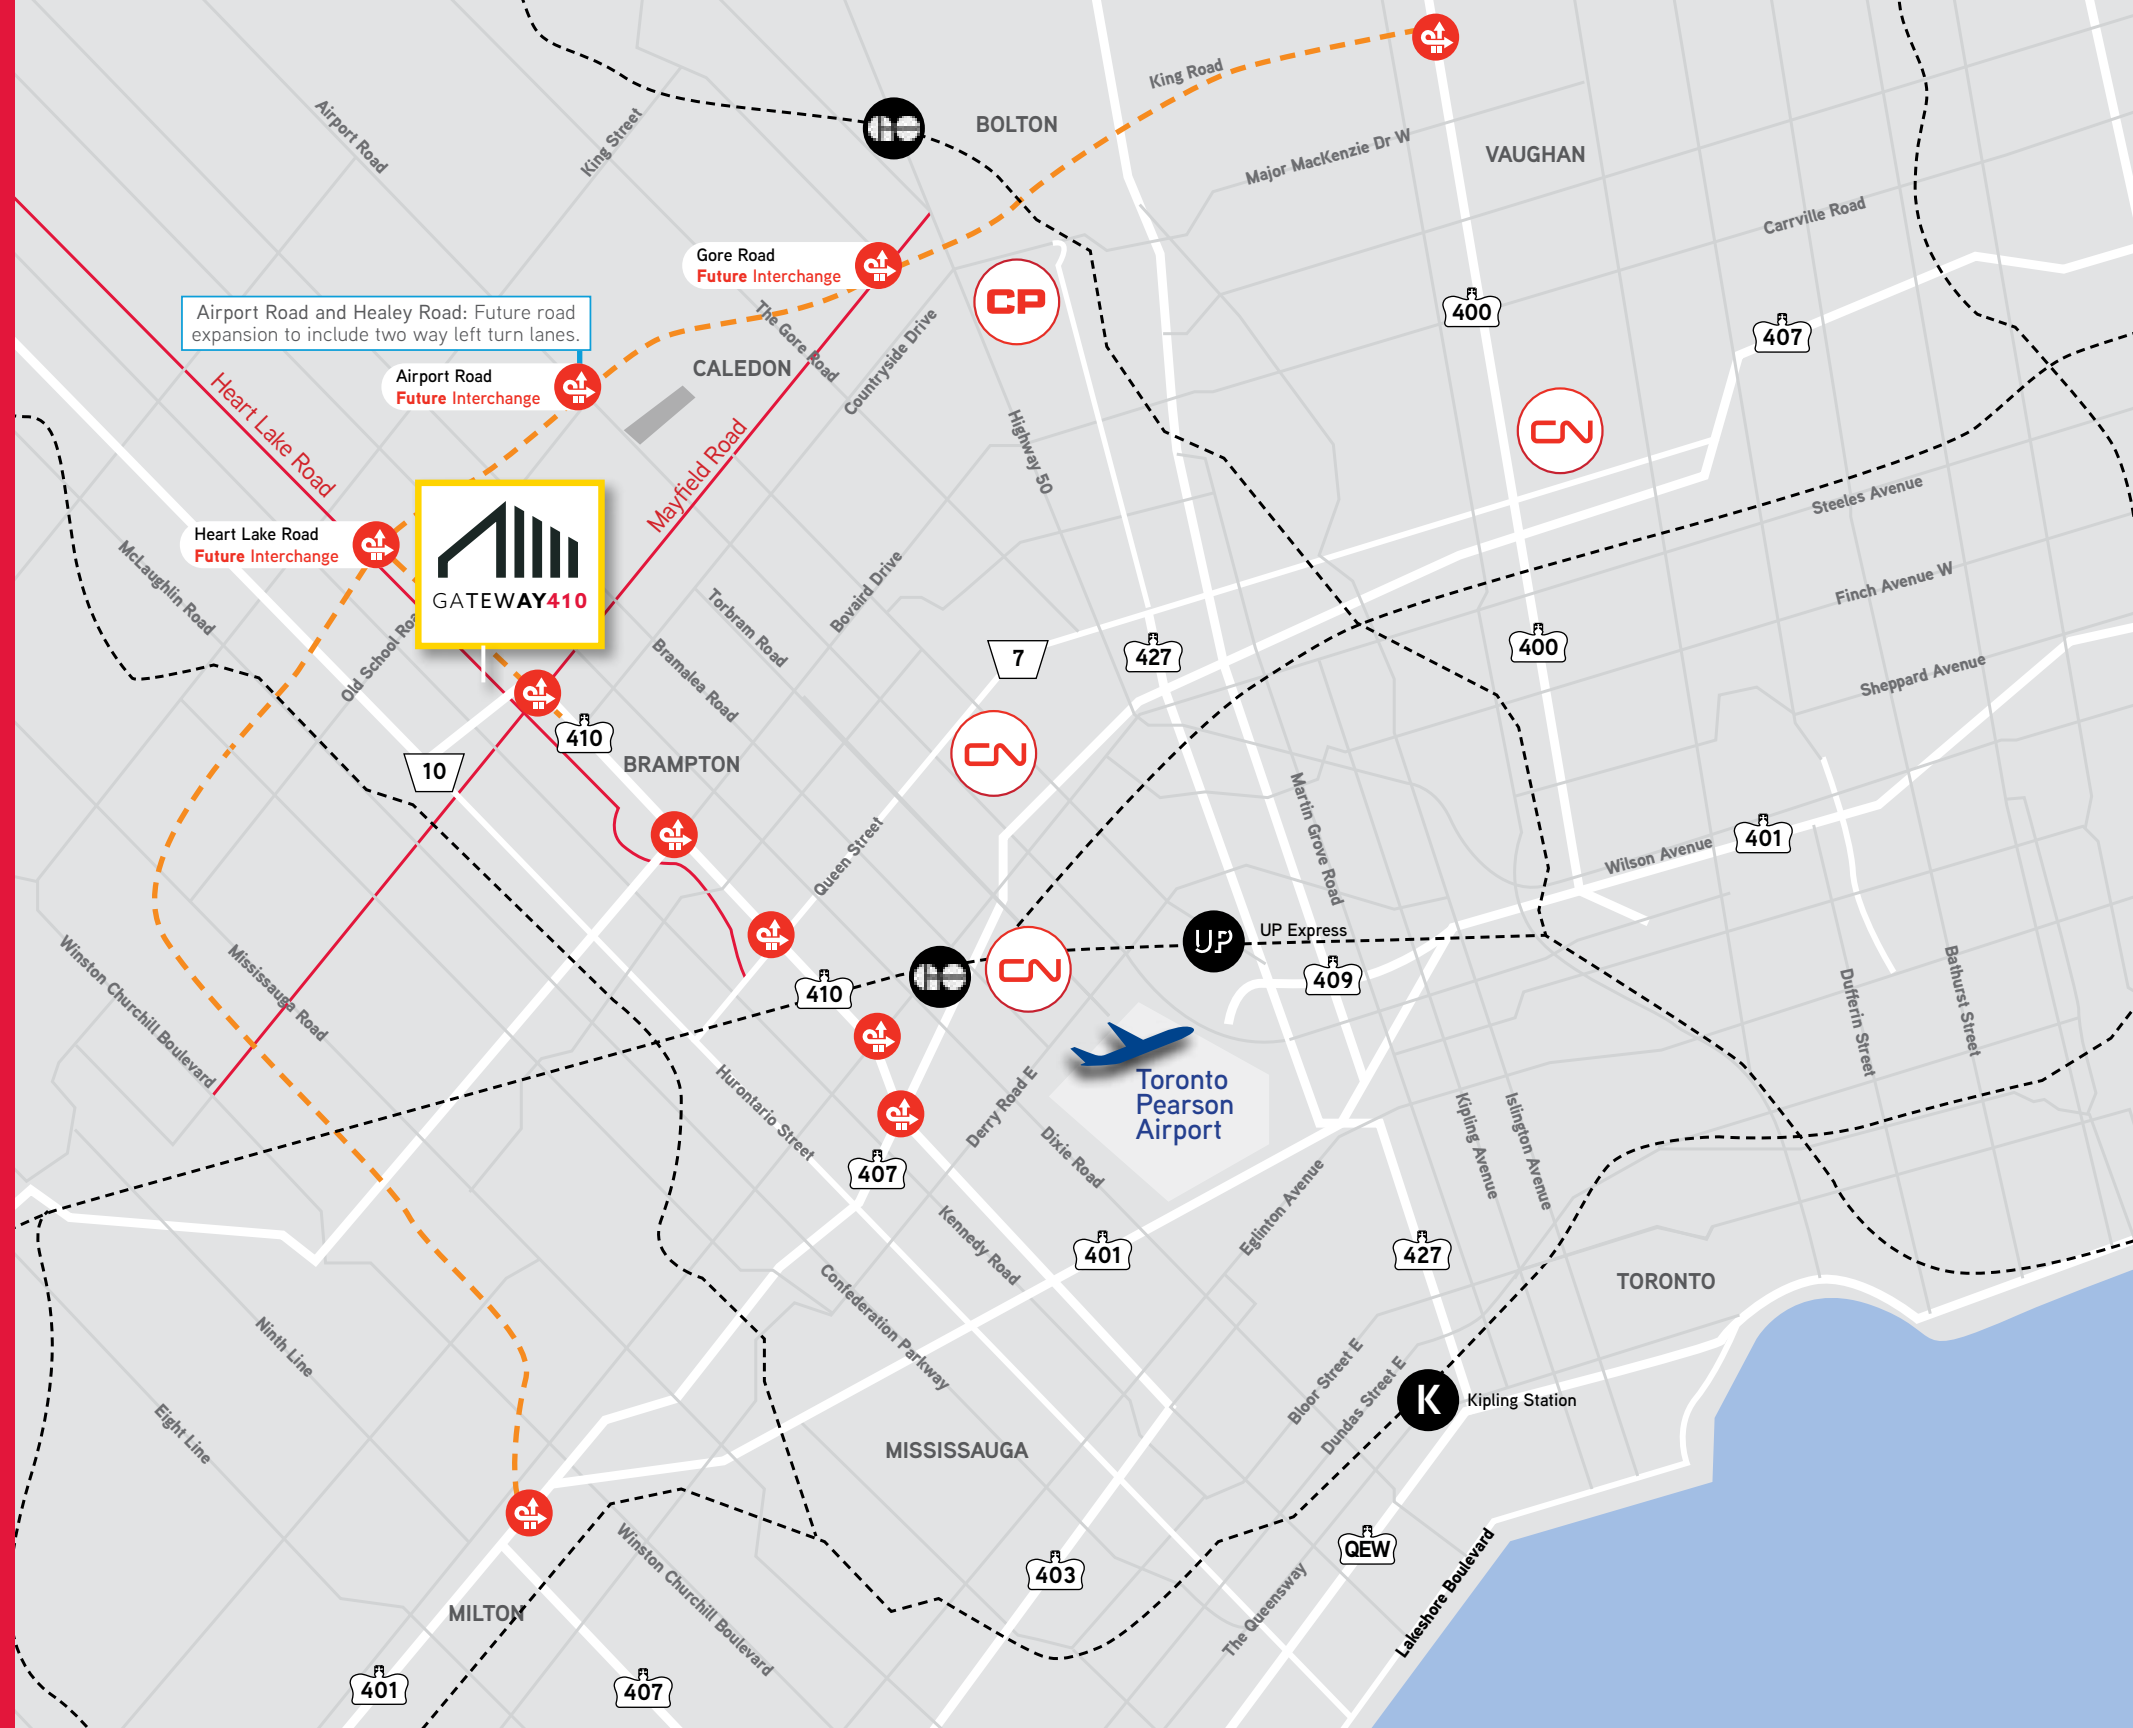 King Road
Airport Road
King Street
BOLTON
Major MacKenzie Dr W
VAUGHAN
Carrville Road
Gore Road
Future Interchange
CP
400
407
Airport Road and Healey Road: Future road
expansion to include two way left turn lanes.
The Gore Road
Countryside Drive
CALEDON
Airport Road
Future Interchange
Heart Lake Road
Mayfield Road
Highway 50
CN
Steeles Avenue
Heart Lake Road
Future Interchange
GATEWAY410
McLaughlin Road
Old School Roa
Bovaird Drive
Torbram Road
Bramalea Road
Finch Avenue W
7
427
400
Sheppard Avenue
410
10
BRAMPTON
CN
Martin Grove Road
Queen Street
Wilson Avenue
401
Winston Churchill Boulevard
Mississauga Road
410
CN
UP
UP Express
409
Dufferin Street
Bathurst Street
Toronto
Pearson
Airport
Hurontario Street
Derry Road E
Dixie Road
407
Kipling Avenue
Islington Avenue
Kennedy Road
401
Eglinton Avenue
427
TORONTO
Confederation Parkway
Ninth Line
Eight Line
Bloor Street E
Dundas Street E
K
Kipling Station
MISSISSAUGA
QEW
403
Lakeshore Boulevard
The Queensway
Winston Churchill Boulevard
MILTON
401
407